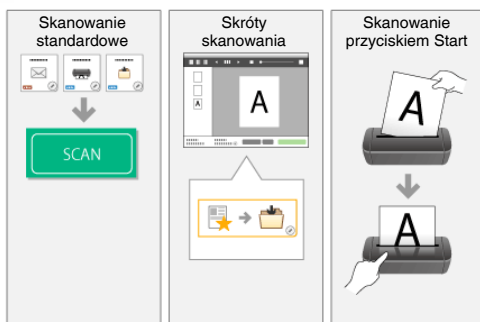 Skanowanie
standardowe
SCAN
Skróty
skanowania
A
A
Skanowanie
przyciskiem Start
A
A